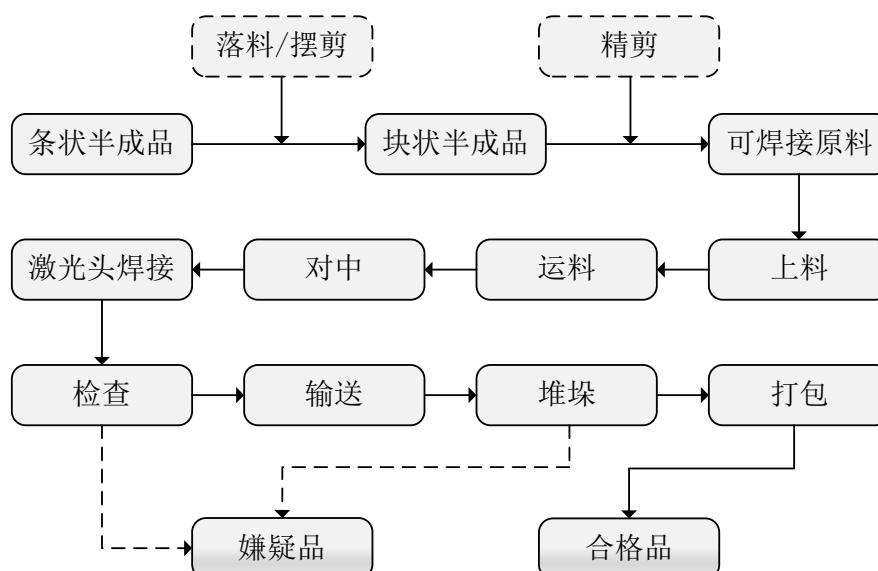 落料/摆剪
精剪
条状半成品
块状半成品
可焊接原料
激光头焊接
对中
运料
上料
检查
输送
堆垛
打包
嫌疑品
合格品